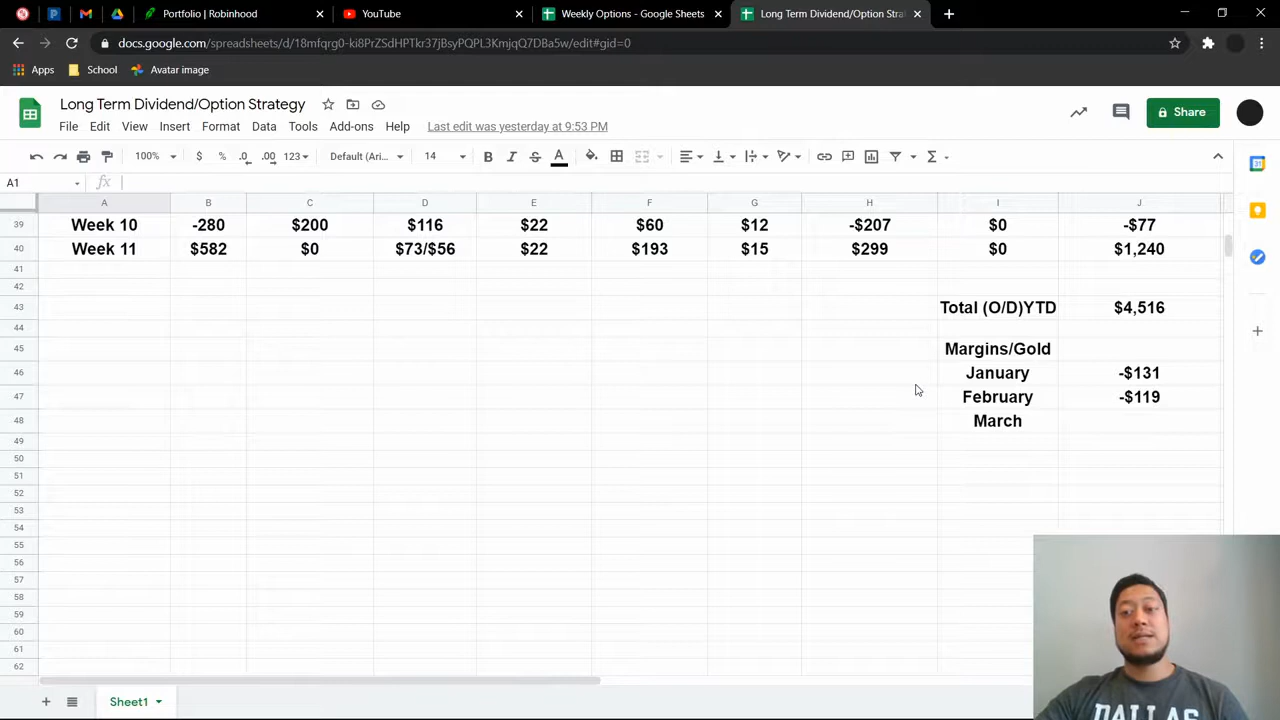 Portfolio | Robinhood
YouTube
Weekly Options - Google Sheets
Long Term Dividend/Option Strat
docs.google.com/spreadsheets/d/18mfqrg0-ki8PrZSdHPTkr37jBsyPQPL3KmjqQ7DBa5w/edit#gid=0
Apps School Avatar image
Long Term Dividend/Option Strategy
File Edit View Insert Format Data Tools Add-ons Help Last edit was yesterday at 9:53 PM
Share
100% $ % .0 .00 123 Default (Ari... 14 B I S A
A1 fx
A B C D E F G H I J
39 Week 10 -280 $200 $116 $22 $60 $12 -$207 $0 -$77
40 Week 11 $582 $0 $73/$56 $22 $193 $15 $299 $0 $1,240
41
42
43 Total (O/D)YTD $4,516
44
45 Margins/Gold
46 January -$131
47 February -$119
48 March
49
50
51
52
53
54
55
56
57
58
59
60
61
62
Sheet1
31
DALLAS